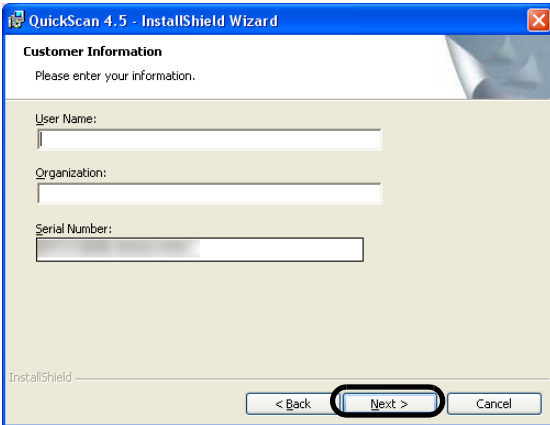 QuickScan 4.5 - InstallShield Wizard
Customer Information
Please enter your information.
User Name:
Organization:
Serial Number:
InstallShield
< Back Next > Cancel